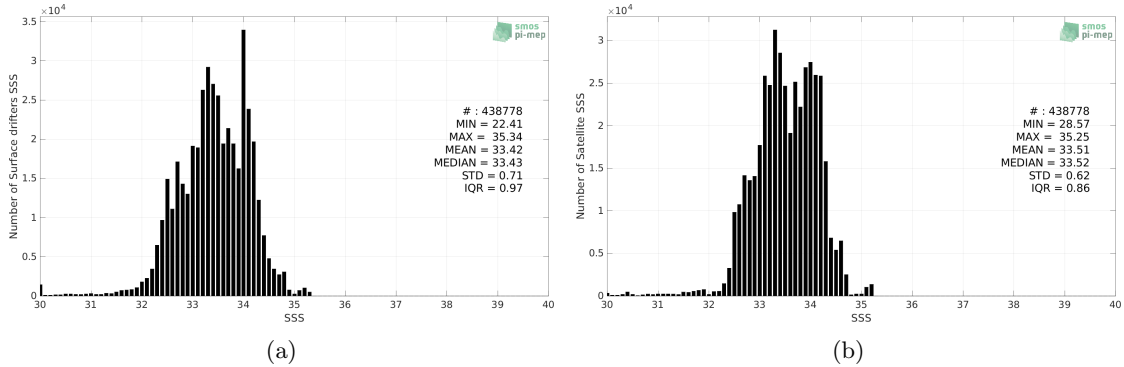 ×10⁴
3.5
3
2.5
2
1.5
1
0.5
0
Number of Surface drifters SSS
30 31 32 33 34 35 36 37 38 39 40
SSS
smos
pi-mep
# : 438778
MIN = 22.41
MAX = 35.34
MEAN = 33.42
MEDIAN = 33.43
STD = 0.71
IQR = 0.97
(a)
×10⁴
3
2.5
2
1.5
1
0.5
0
Number of Satellite SSS
30 31 32 33 34 35 36 37 38 39 40
SSS
smos
pi-mep
# : 438778
MIN = 28.57
MAX = 35.25
MEAN = 33.51
MEDIAN = 33.52
STD = 0.62
IQR = 0.86
(b)